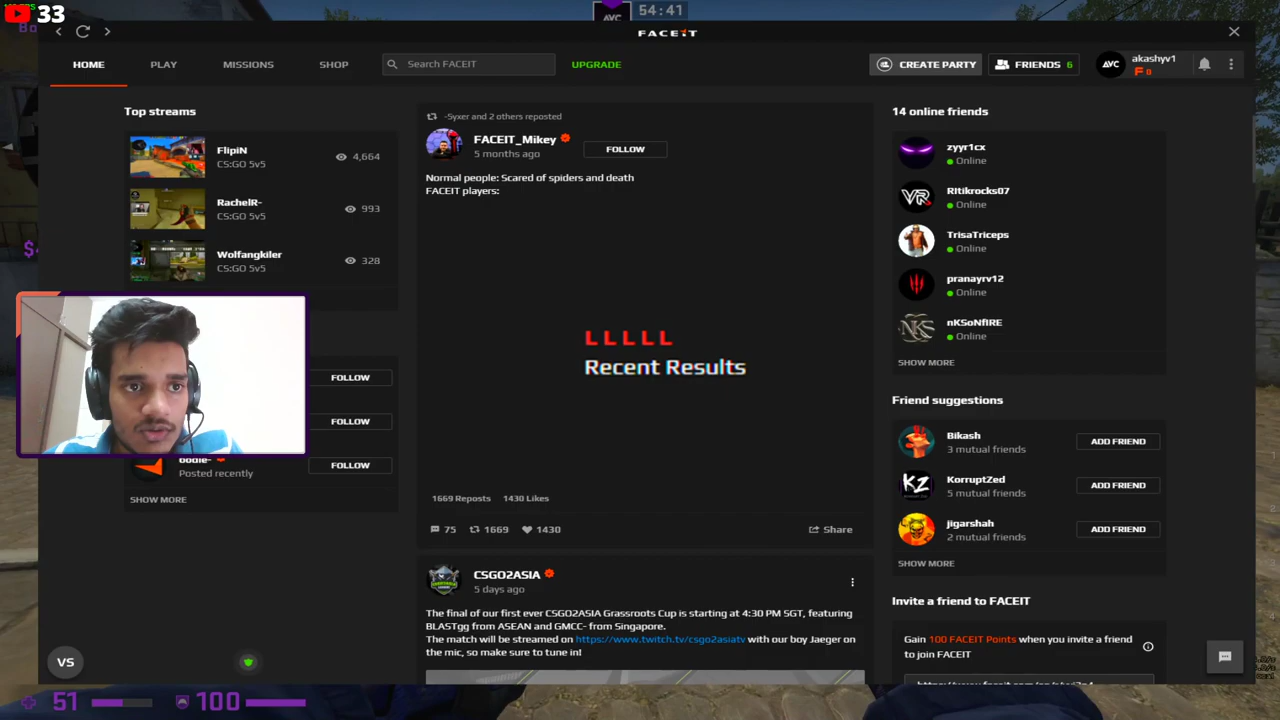 33
AVC
54:41
FACEIT
HOME
PLAY
MISSIONS
SHOP
Search FACEIT
UPGRADE
CREATE PARTY
FRIENDS 6
AVC
akashyv1
0
Top streams
FlipiN
CS:GO 5v5
4,664
RachelR-
CS:GO 5v5
993
Wolfangkiler
CS:GO 5v5
328
FOLLOW
FOLLOW
Posted recently
FOLLOW
SHOW MORE
-5yxer and 2 others reposted
FACEIT_Mikey
5 months ago
FOLLOW
Normal people: Scared of spiders and death
FACEIT players:
L L L L L
Recent Results
1669 Reposts 1430 Likes
75 1669 1430
Share
CSGO2ASIA
5 days ago
The final of our first ever CSGO2ASIA Grassroots Cup is starting at 4:30 PM SGT, featuring
BLASTgg from ASEAN and GMCC- from Singapore.
The match will be streamed on https://www.twitch.tv/csgo2asiatv with our boy Jaeger on
the mic, so make sure to tune in!
14 online friends
zyyr1cx
Online
RItikrocks07
Online
TrisaTriceps
Online
pranayrv12
Online
nKSoNfIRE
Online
SHOW MORE
Friend suggestions
Bikash
3 mutual friends
ADD FRIEND
KorruptZed
5 mutual friends
ADD FRIEND
jigarshah
2 mutual friends
ADD FRIEND
SHOW MORE
Invite a friend to FACEIT
Gain 100 FACEIT Points when you invite a friend
to join FACEIT
VS
51
100